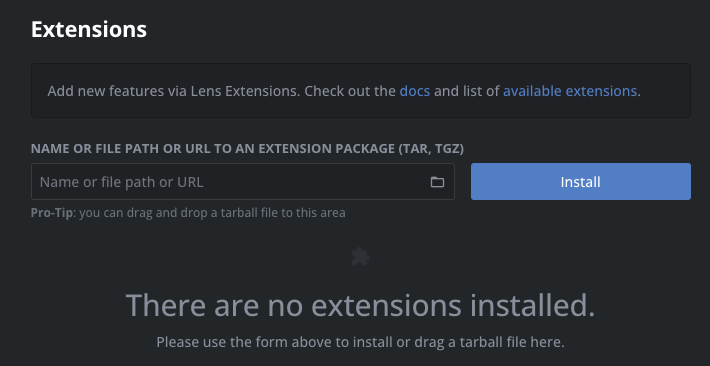 Extensions
Add new features via Lens Extensions. Check out the docs and list of available extensions.
NAME OR FILE PATH OR URL TO AN EXTENSION PACKAGE (TAR, TGZ)
Name or file path or URL
Install
Pro-Tip: you can drag and drop a tarball file to this area
There are no extensions installed.
Please use the form above to install or drag a tarball file here.